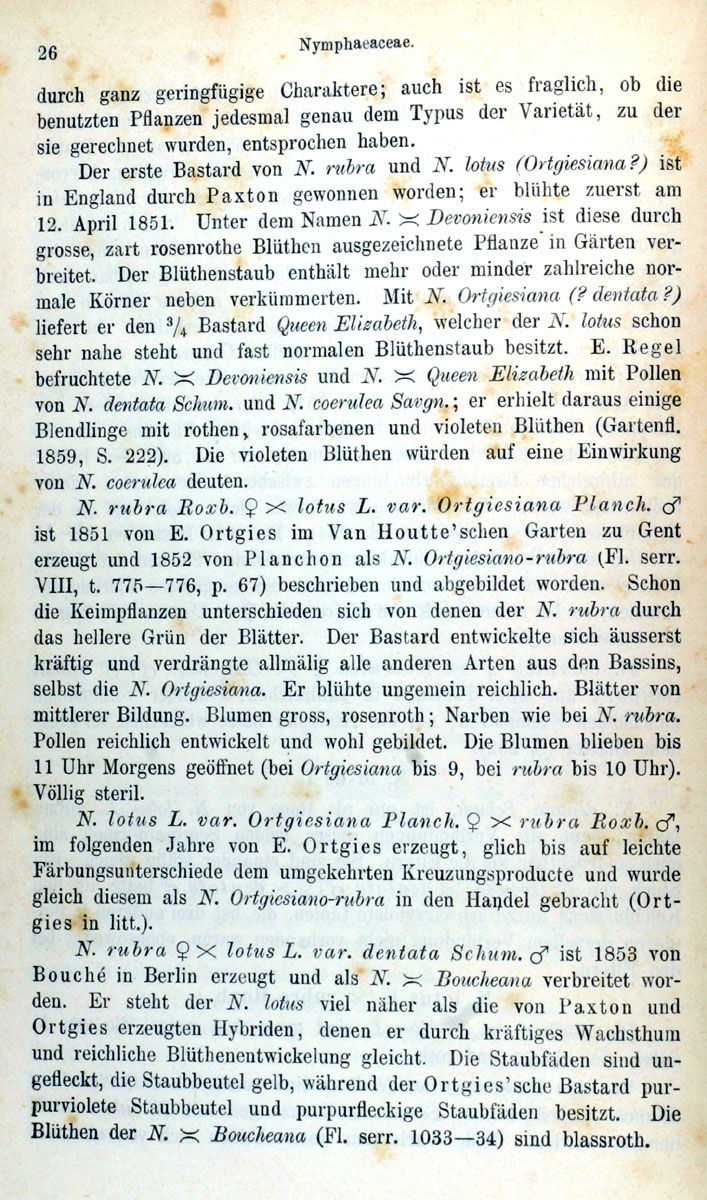 26
Nymphaeaceae.
durch ganz geringfügige Charaktere; auch ist es fraglich, ob die
benutzten Pflanzen jedesmal genau dem Typus der Varietät, zu der
sie gerechnet wurden, entsprochen haben.
Der erste Bastard von N. rubra und N. lotus (Ortgiesiana?) ist
in England durch Paxton gewonnen worden; er blühte zuerst am
12. April 1851. Unter dem Namen N. ⪥ Devoniensis ist diese durch
grosse, zart rosenrothe Blüthen ausgezeichnete Pflanze in Gärten ver-
breitet. Der Blüthenstaub enthält mehr oder minder zahlreiche nor-
male Körner neben verkümmerten. Mit N. Ortgiesiana (? dentata?)
liefert er den 3/4 Bastard Queen Elizabeth, welcher der N. lotus schon
sehr nahe steht und fast normalen Blüthenstaub besitzt. E. Regel
befruchtete N. ⪥ Devoniensis und N. ⪥ Queen Elizabeth mit Pollen
von N. dentata Schum. und N. coerulea Savgn.; er erhielt daraus einige
Blendlinge mit rothen, rosafarbenen und violeten Blüthen (Gartenfl.
1859, S. 222). Die violeten Blüthen würden auf eine Einwirkung
von N. coerulea deuten.
N. rubra Roxb. ♀ × lotus L. var. Ortgiesiana Planch. ♂
ist 1851 von E. Ortgies im Van Houtte'schen Garten zu Gent
erzeugt und 1852 von Planchon als N. Ortgiesiano-rubra (Fl. serr.
VIII, t. 775—776, p. 67) beschrieben und abgebildet worden. Schon
die Keimpflanzen unterschieden sich von denen der N. rubra durch
das hellere Grün der Blätter. Der Bastard entwickelte sich äusserst
kräftig und verdrängte allmälig alle anderen Arten aus den Bassins,
selbst die N. Ortgiesiana. Er blühte ungemein reichlich. Blätter von
mittlerer Bildung. Blumen gross, rosenroth; Narben wie bei N. rubra.
Pollen reichlich entwickelt und wohl gebildet. Die Blumen blieben bis
11 Uhr Morgens geöffnet (bei Ortgiesiana bis 9, bei rubra bis 10 Uhr).
Völlig steril.
N. lotus L. var. Ortgiesiana Planch. ♀ × rubra Roxb. ♂,
im folgenden Jahre von E. Ortgies erzeugt, glich bis auf leichte
Färbungsunterschiede dem umgekehrten Kreuzungsproducte und wurde
gleich diesem als N. Ortgiesiano-rubra in den Handel gebracht (Ort-
gies in litt.).
N. rubra ♀ × lotus L. var. dentata Schum. ♂ ist 1853 von
Bouché in Berlin erzeugt und als N. ⪥ Boucheana verbreitet wor-
den. Er steht der N. lotus viel näher als die von Paxton und
Ortgies erzeugten Hybriden, denen er durch kräftiges Wachsthum
und reichliche Blüthenentwickelung gleicht. Die Staubfäden sind un-
gefleckt, die Staubbeutel gelb, während der Ortgies'sche Bastard pur-
purviolete Staubbeutel und purpurfleckige Staubfäden besitzt. Die
Blüthen der N. ⪥ Boucheana (Fl. serr. 1033—34) sind blassroth.